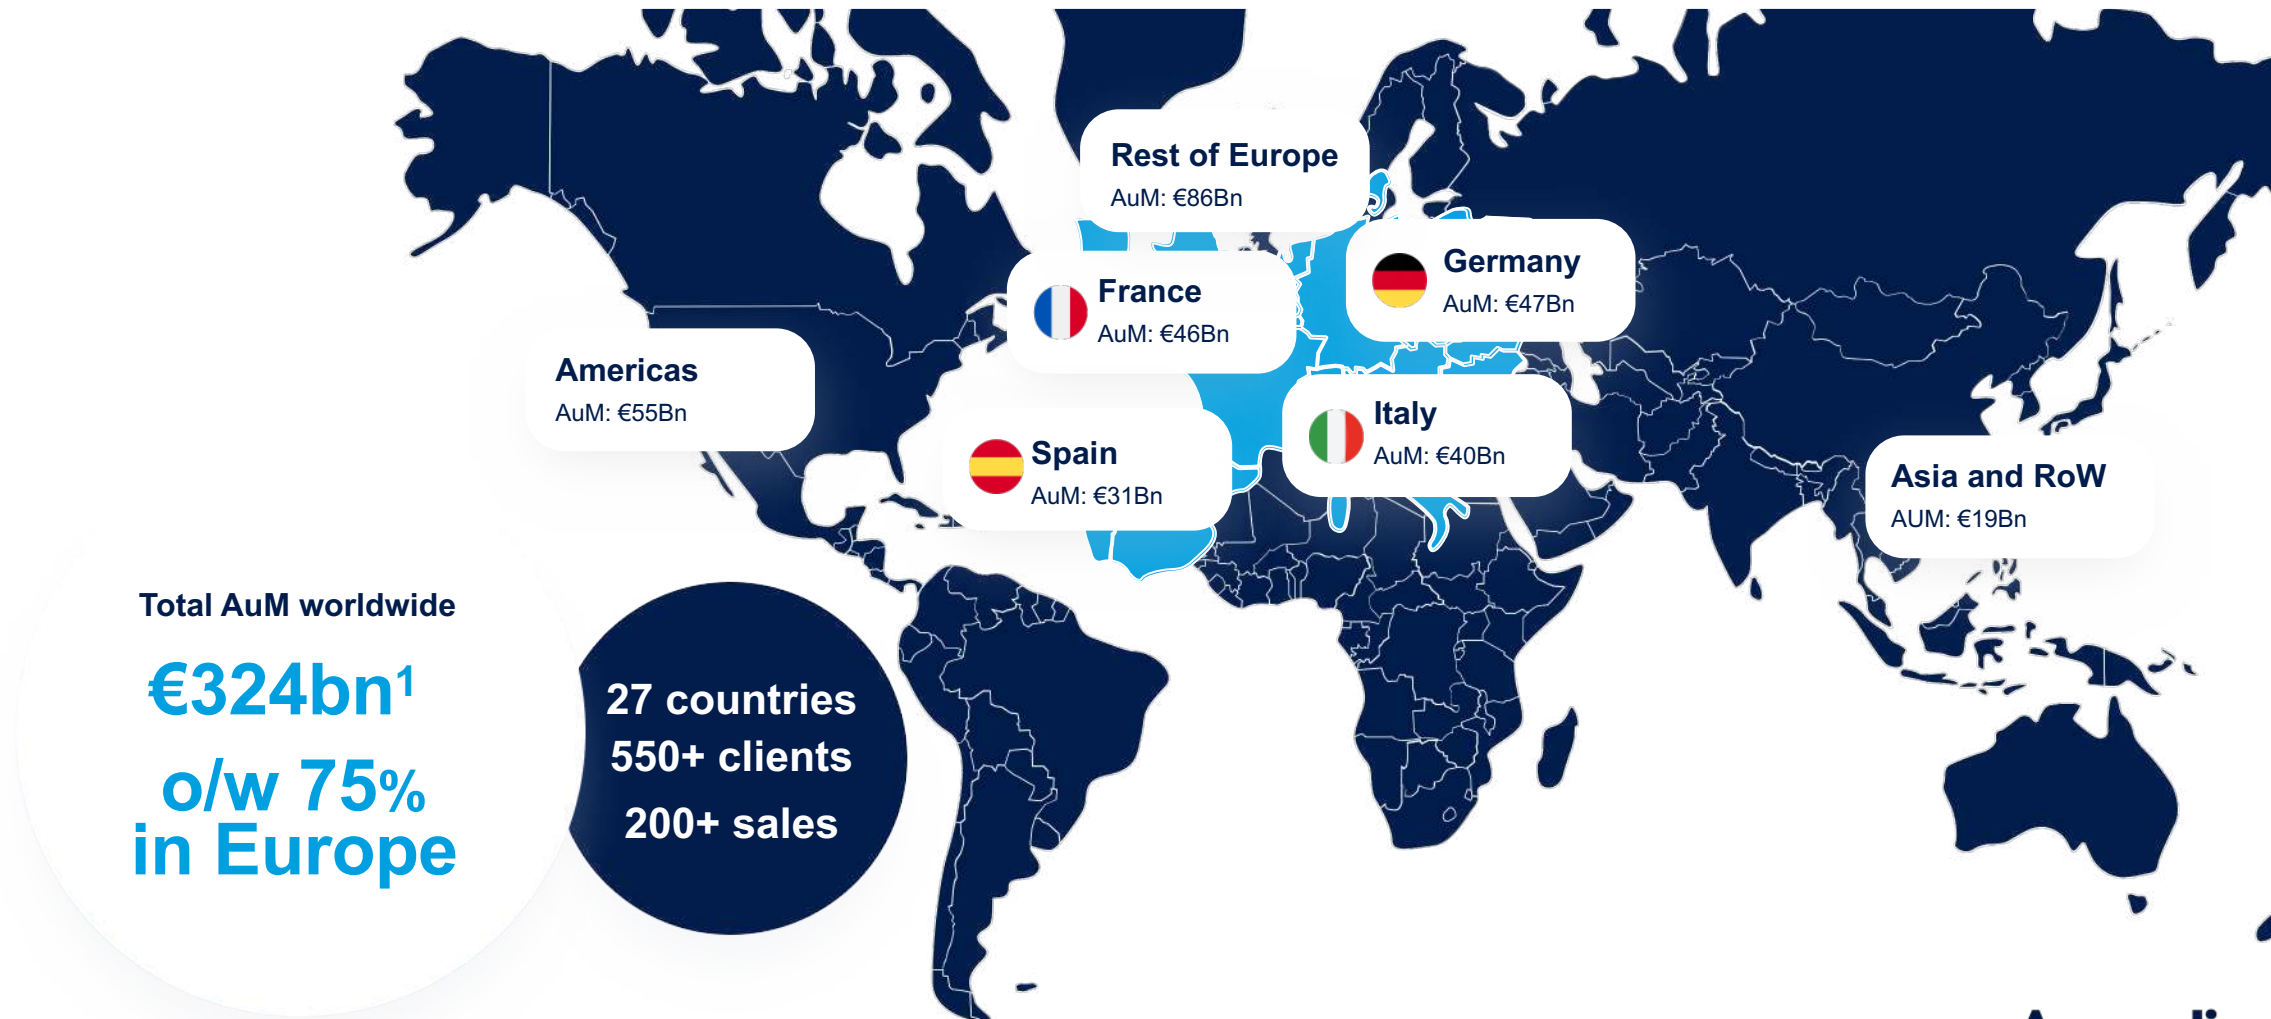 Rest of Europe
AuM: €86Bn
Germany
AuM: €47Bn
France
AuM: €46Bn
Americas
AuM: €55Bn
Italy
AuM: €40Bn
Spain
AuM: €31Bn
Asia and RoW
AUM: €19Bn
Total AuM worldwide
€324bn¹
o/w 75%
in Europe
27 countries
550+ clients
200+ sales